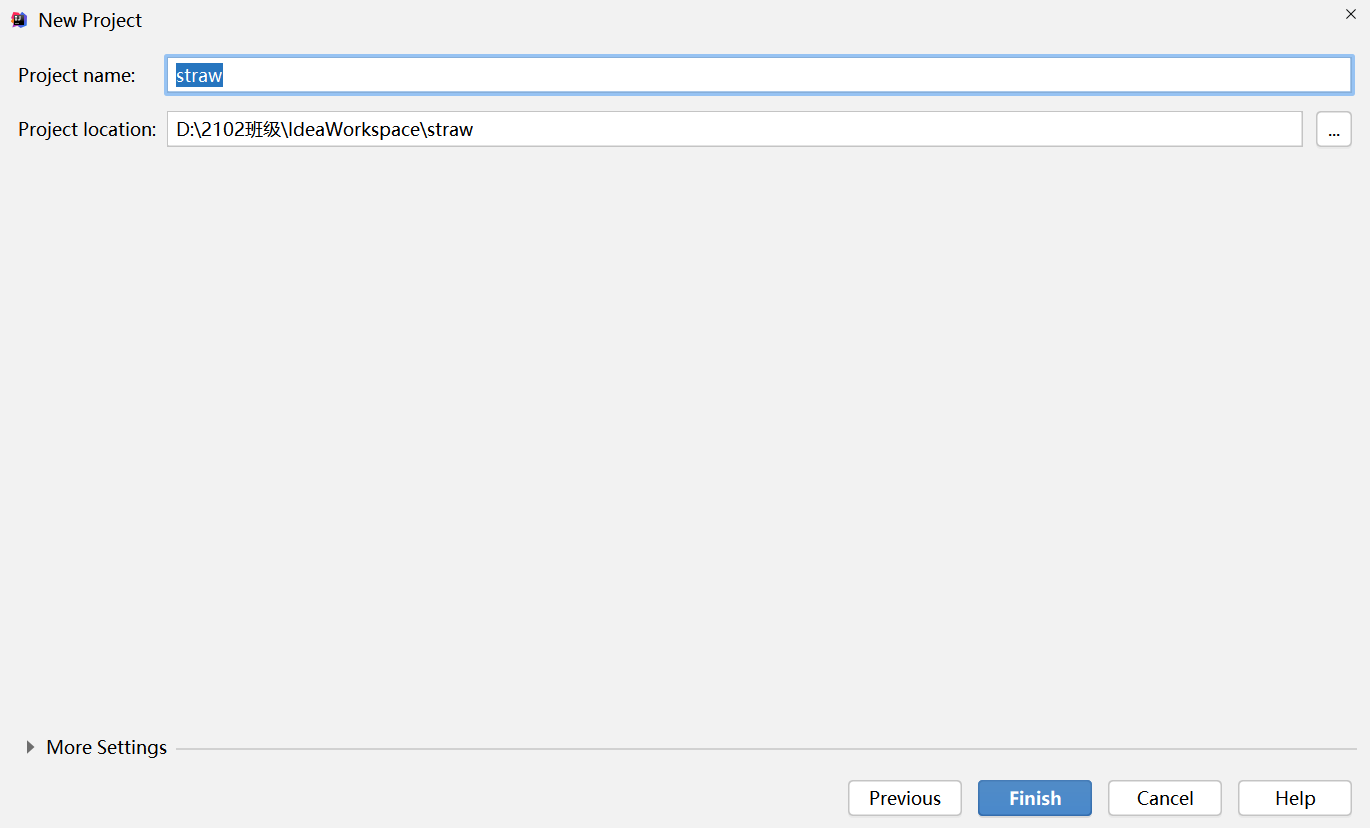 New Project
Project name: straw
Project location: D:\2102班级\IdeaWorkspace\straw ...
More Settings
Previous Finish Cancel Help